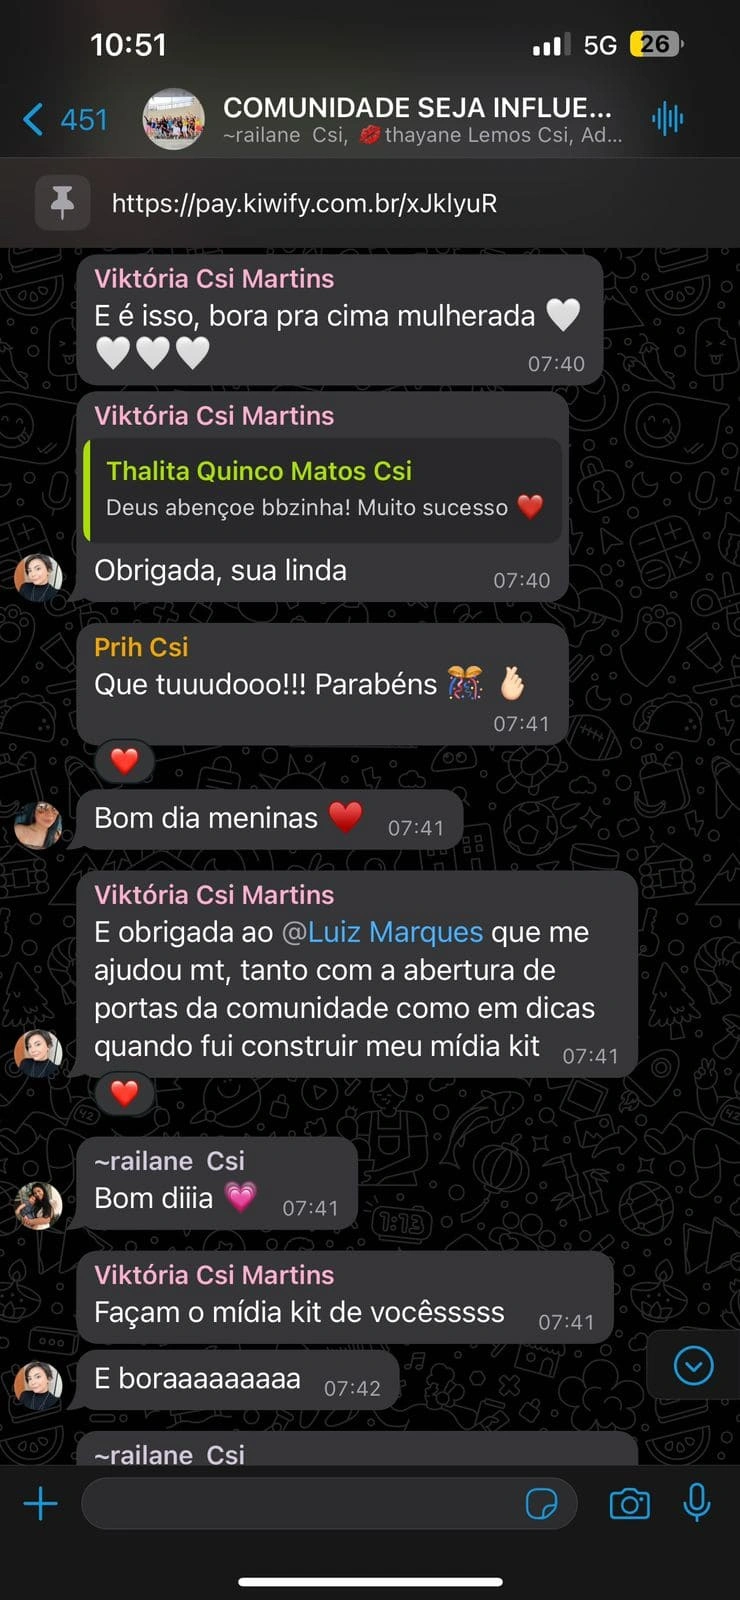 10:51
5G 26
451
COMUNIDADE SEJA INFLUE...
~railane Csi, 💋thayane Lemos Csi, Ad...
https://pay.kiwify.com.br/xJklyuR
Viktória Csi Martins
E é isso, bora pra cima mulherada 🤍
🤍🤍🤍
07:40
Viktória Csi Martins
Thalita Quinco Matos Csi
Deus abençoe bbzinha! Muito sucesso ❤️
Obrigada, sua linda
07:40
Prih Csi
Que tuuudooo!!! Parabéns 🎊 🫰🏻
07:41
❤️
Bom dia meninas ♥️ 07:41
Viktória Csi Martins
E obrigada ao @Luiz Marques que me
ajudou mt, tanto com a abertura de
portas da comunidade como em dicas
quando fui construir meu mídia kit 07:41
❤️
~railane Csi
Bom diiia 💗 07:41
Viktória Csi Martins
Façam o mídia kit de vocêsssss 07:41
E boraaaaaaaaa 07:42
~railane Csi